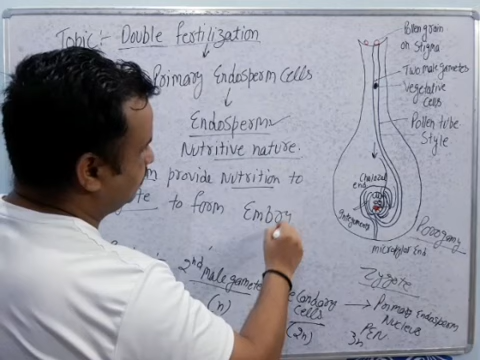 Topic:- Double fertilization
Primary Endosperm Cells
Endosperm
Nutritive nature.
provide Nutrition to
to form Embry
2nd male gamete
(n)
Cells
(2n)
Pollen grain
on Stigma
Two male gametes
Vegetative
Cells
Pollen tube
Style
Chalazal
end
Porogamy
micropylar End
Zygote
→ Primary Endosperm
Nucleus
PEN
3n